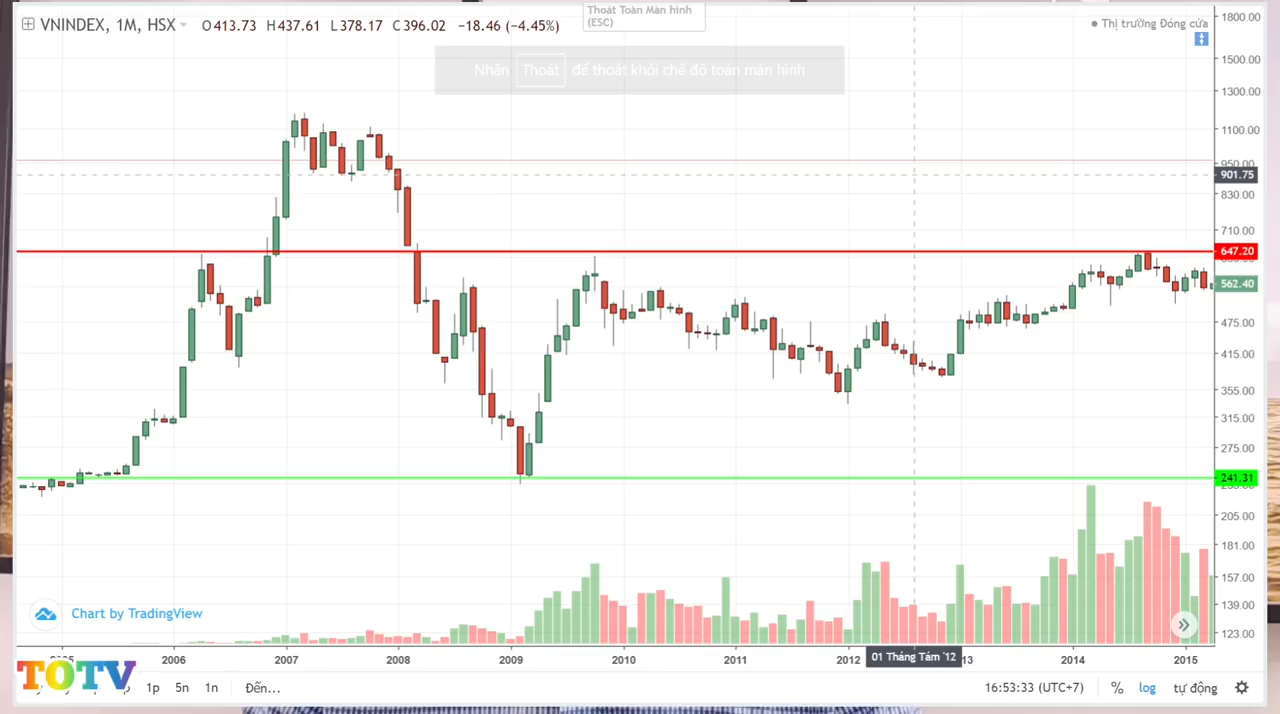 VNINDEX, 1M, HSX O413.73 H437.61 L378.17 C396.02 −18.46 (−4.45%)
Thoát Toàn Màn hình
(ESC)
Thị trường Đóng cửa
Nhấn Thoát để thoát khỏi chế độ toàn màn hình
1800.00
1500.00
1300.00
1100.00
950.00
901.75
830.00
710.00
647.20
562.40
475.00
415.00
355.00
315.00
275.00
241.31
205.00
181.00
157.00
139.00
123.00
Chart by TradingView
2006 2007 2008 2009 2010 2011 2012 01 Tháng Tám '12 13 2014 2015
TOTV
1p 5n 1n Đến... 16:53:33 (UTC+7) % log tự động